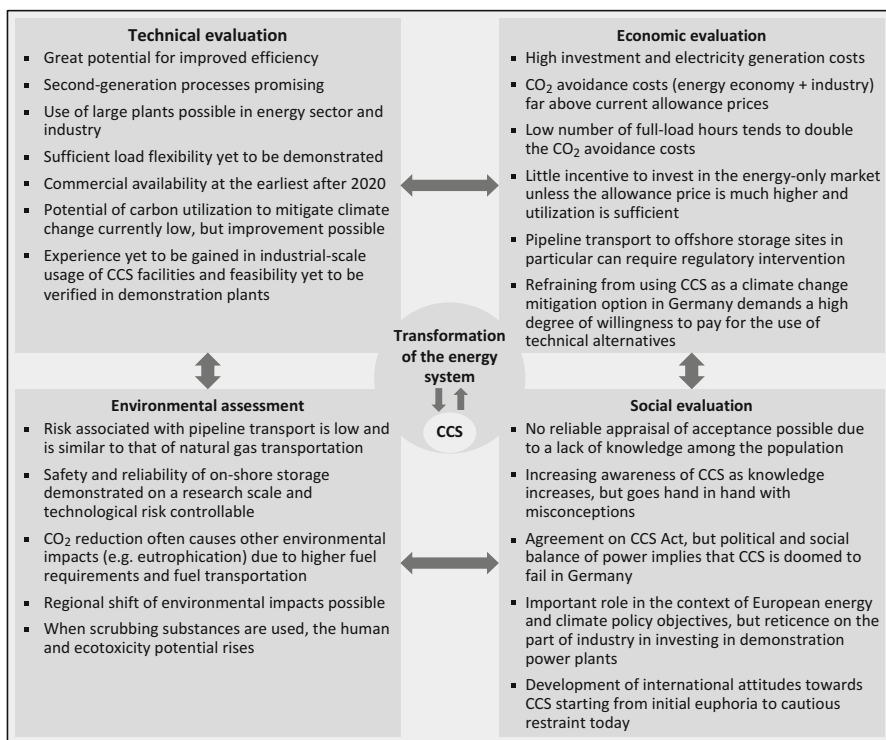 Technical evaluation
▪ Great potential for improved efficiency
▪ Second-generation processes promising
▪ Use of large plants possible in energy sector and
industry
▪ Sufficient load flexibility yet to be demonstrated
▪ Commercial availability at the earliest after 2020
▪ Potential of carbon utilization to mitigate climate
change currently low, but improvement possible
▪ Experience yet to be gained in industrial-scale
usage of CCS facilities and feasibility yet to be
verified in demonstration plants
Economic evaluation
▪ High investment and electricity generation costs
▪ CO₂ avoidance costs (energy economy + industry)
far above current allowance prices
▪ Low number of full-load hours tends to double
the CO₂ avoidance costs
▪ Little incentive to invest in the energy-only market
unless the allowance price is much higher and
utilization is sufficient
▪ Pipeline transport to offshore storage sites in
particular can require regulatory intervention
▪ Refraining from using CCS as a climate change
mitigation option in Germany demands a high
degree of willingness to pay for the use of
technical alternatives
Transformation
of the energy
system
CCS
Environmental assessment
▪ Risk associated with pipeline transport is low and
is similar to that of natural gas transportation
▪ Safety and reliability of on-shore storage
demonstrated on a research scale and
technological risk controllable
▪ CO₂ reduction often causes other environmental
impacts (e.g. eutrophication) due to higher fuel
requirements and fuel transportation
▪ Regional shift of environmental impacts possible
▪ When scrubbing substances are used, the human
and ecotoxicity potential rises
Social evaluation
▪ No reliable appraisal of acceptance possible due
to a lack of knowledge among the population
▪ Increasing awareness of CCS as knowledge
increases, but goes hand in hand with
misconceptions
▪ Agreement on CCS Act, but political and social
balance of power implies that CCS is doomed to
fail in Germany
▪ Important role in the context of European energy
and climate policy objectives, but reticence on the
part of industry in investing in demonstration
power plants
▪ Development of international attitudes towards
CCS starting from initial euphoria to cautious
restraint today